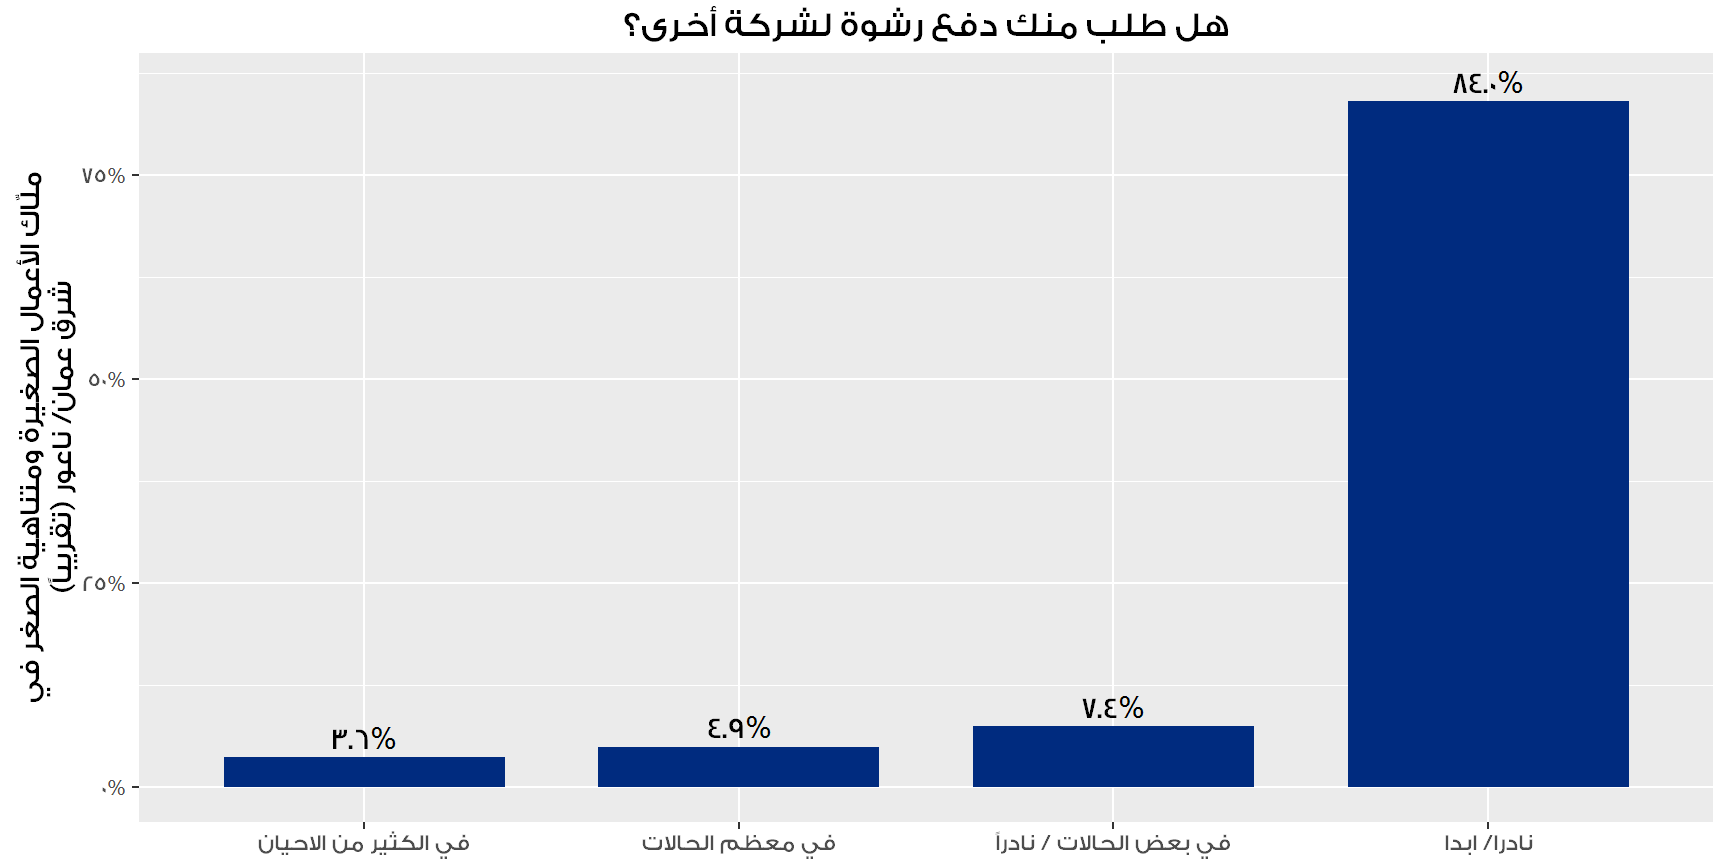 هل طلب منك دفع رشوة لشركة أخرى؟
ملّاك الأعمال الصغيرة ومتناهية الصغر في
شرق عمان/ ناعور (تقريباً)
٧٥%
٥٠%
٢٥%
٠%
٣.٦%
٤.٩%
٧.٤%
٨٤.٠%
في الكثير من الاحيان
في معظم الحالات
في بعض الحالات / نادراً
نادرا/ ابدا